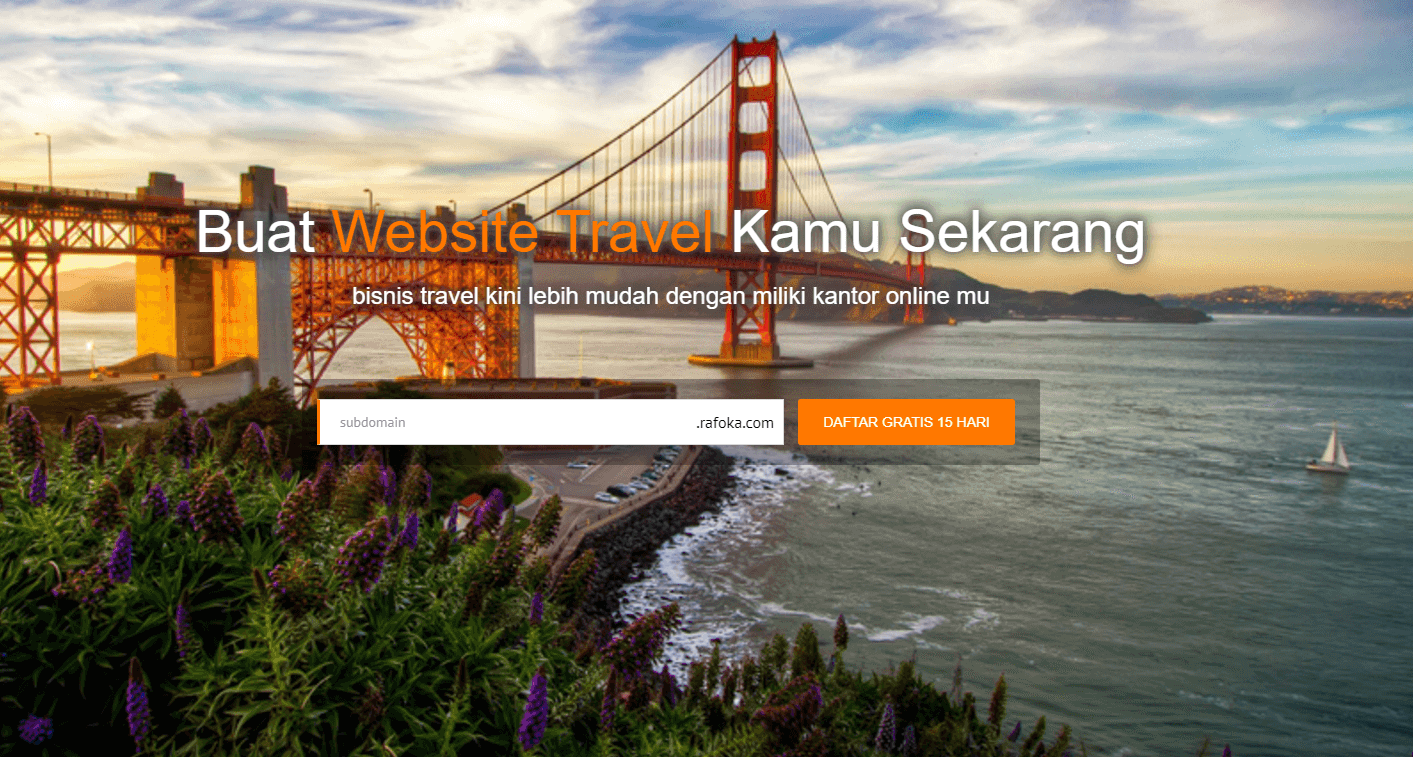 Buat Website Travel Kamu Sekarang
bisnis travel kini lebih mudah dengan miliki kantor online mu
subdomain .rafoka.com DAFTAR GRATIS 15 HARI